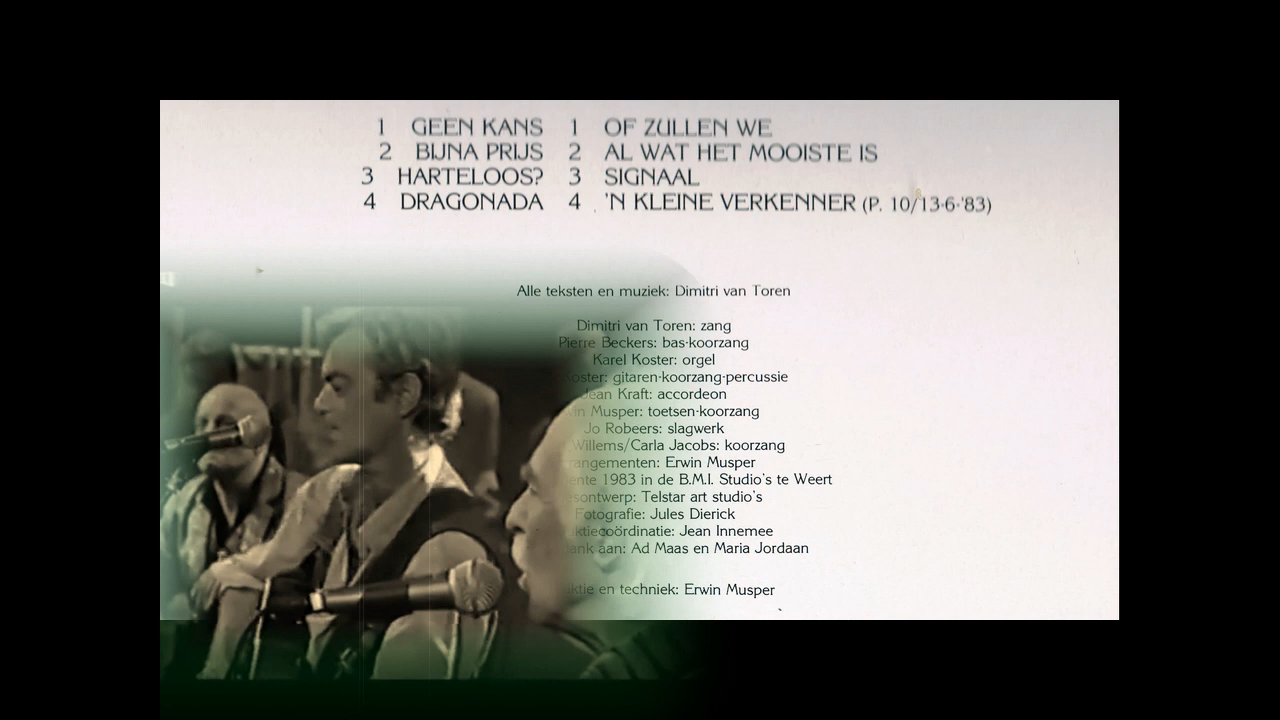 1 GEEN KANS 1 OF ZULLEN WE
2 BIJNA PRIJS 2 AL WAT HET MOOISTE IS
3 HARTELOOS? 3 SIGNAAL
4 DRAGONADA 4 'N KLEINE VERKENNER (P. 10/13-6-'83)
Alle teksten en muziek: Dimitri van Toren
Dimitri van Toren: zang
Pierre Beckers: bas-koorzang
Karel Koster: orgel
gitaren-koorzang-percussie
Jean Kraft: accordeon
Musper: toetsen-koorzang
Jo Robeers: slagwerk
Willems/Carla Jacobs: koorzang
Erwin Musper
1983 in de B.M.I. Studio's te Weert
Telstar art studio's
Fotografie: Jules Dierick
Jean Innemee
aan: Ad Maas en Maria Jordaan
en techniek: Erwin Musper